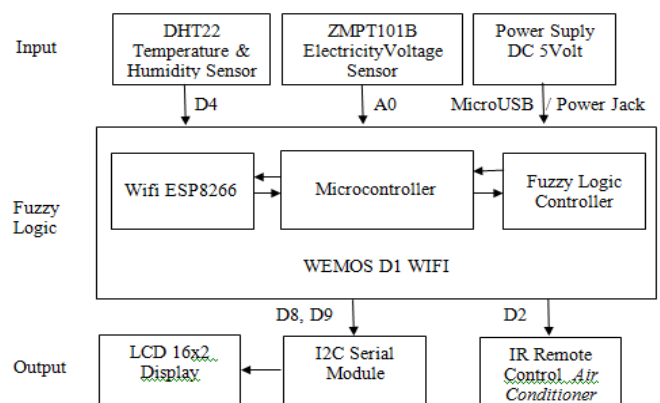 Input
DHT22
Temperature &
Humidity Sensor
ZMPT101B
ElectricityVoltage
Sensor
Power Suply
DC 5Volt
D4
A0
MicroUSB / Power Jack
Fuzzy
Logic
Wifi ESP8266
Microcontroller
Fuzzy Logic
Controller
WEMOS D1 WIFI
D8, D9
D2
Output
LCD 16x2
Display
I2C Serial
Module
IR Remote
Control Air
Conditioner